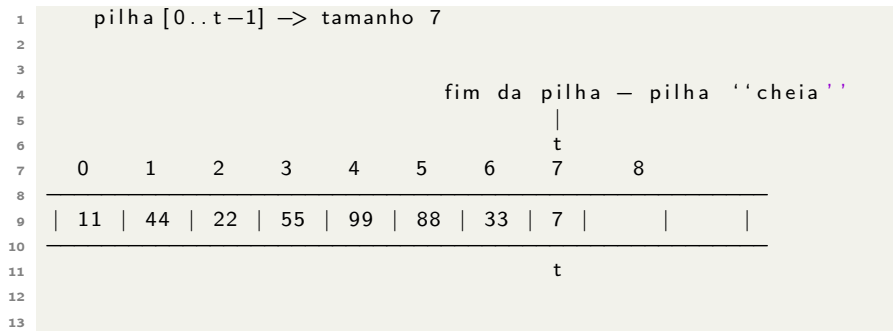 1 pilha[0..t-1] -> tamanho 7
2
3
4 fim da pilha - pilha ‘‘cheia’’
5 |
6 t
7 0 1 2 3 4 5 6 7 8
8
9 | 11 | 44 | 22 | 55 | 99 | 88 | 33 | 7 | | |
10
11 t
12
13